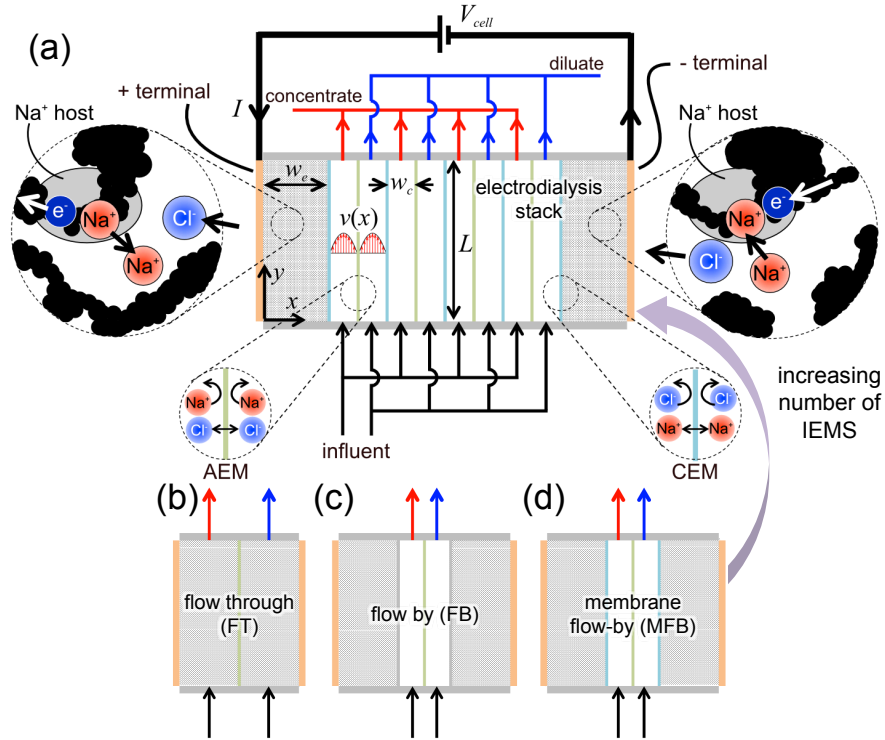 (a)
V_cell
diluate
concentrate
I
+ terminal
- terminal
Na⁺ host
Na⁺ host
w_e
w_c
electrodialysis
stack
v(x)
L
y
x
e⁻
Na⁺
Na⁺
Cl⁻
e⁻
Na⁺
Cl⁻
Na⁺
Na⁺
Na⁺
Cl⁻
Cl⁻
AEM
influent
Cl⁻
Cl⁻
Na⁺
Na⁺
CEM
increasing
number of
IEMS
(b)
(c)
(d)
flow through
(FT)
flow by (FB)
membrane
flow-by (MFB)